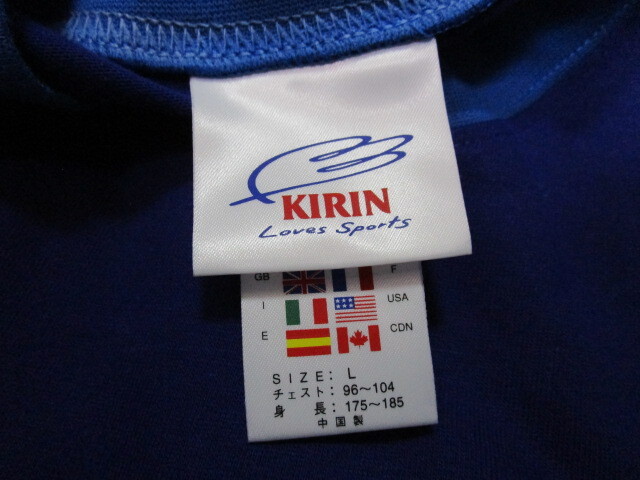 KIRIN
Loves Sports
GB F
I USA
E CDN
SIZE: L
チェスト: 96～104
身 長: 175～185
中国製